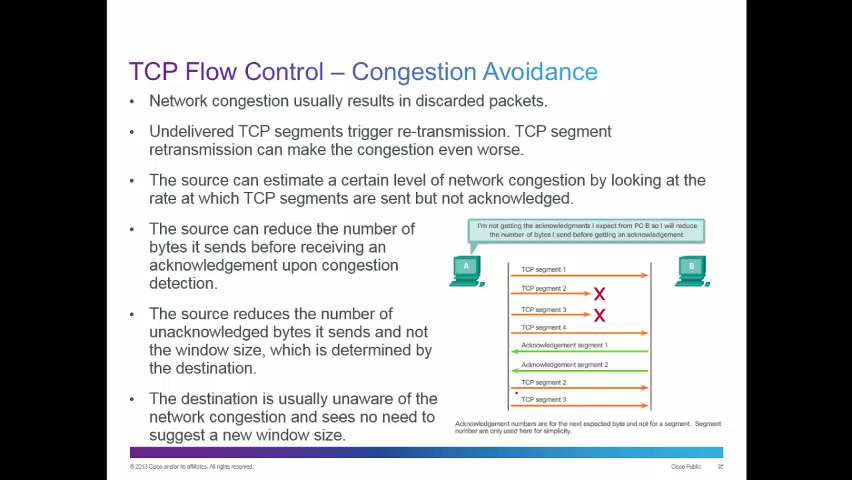 TCP Flow Control – Congestion Avoidance
• Network congestion usually results in discarded packets.
• Undelivered TCP segments trigger re-transmission. TCP segment
retransmission can make the congestion even worse.
• The source can estimate a certain level of network congestion by looking at the
rate at which TCP segments are sent but not acknowledged.
• The source can reduce the number of
bytes it sends before receiving an
acknowledgement upon congestion
detection.
• The source reduces the number of
unacknowledged bytes it sends and not
the window size, which is determined by
the destination.
• The destination is usually unaware of the
network congestion and sees no need to
suggest a new window size.
I'm not getting the acknowledgments I expect from PC B so I will reduce
the number of bytes I send before getting an acknowledgement.
A
B
TCP segment 1
TCP segment 2
X
TCP segment 3
X
TCP segment 4
Acknowledgement segment 1
Acknowledgement segment 2
TCP segment 2
TCP segment 3
Acknowledgement numbers are for the next expected byte and not for a segment. Segment
number are only used here for simplicity.
© 2013 Cisco and/or its affiliates. All rights reserved.
Cisco Public